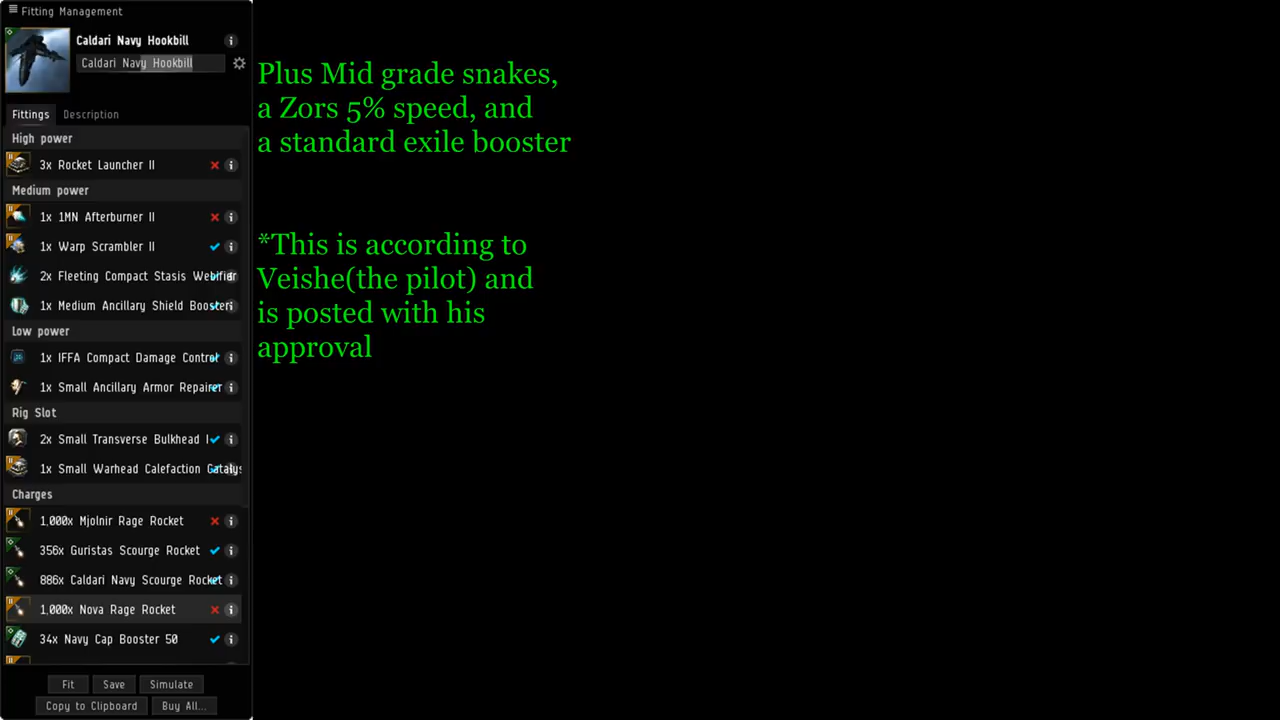 Fitting Management
Caldari Navy Hookbill
Caldari Navy Hookbill
Fittings Description
High power
3x Rocket Launcher II
Medium power
1x 1MN Afterburner II
1x Warp Scrambler II
2x Fleeting Compact Stasis Webifier
1x Medium Ancillary Shield Booster
Low power
1x IFFA Compact Damage Control
1x Small Ancillary Armor Repairer
Rig Slot
2x Small Transverse Bulkhead I
1x Small Warhead Calefaction Catalys
Charges
1,000x Mjolnir Rage Rocket
356x Guristas Scourge Rocket
886x Caldari Navy Scourge Rocket
1,000x Nova Rage Rocket
34x Navy Cap Booster 50
Fit Save Simulate
Copy to Clipboard Buy All...
Plus Mid grade snakes,
a Zors 5% speed, and
a standard exile booster
*This is according to
Veishe(the pilot) and
is posted with his
approval